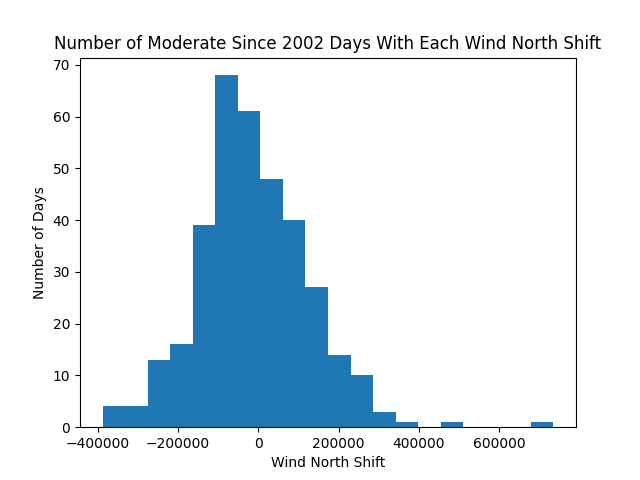 Number of Moderate Since 2002 Days With Each Wind North Shift
70
60
50
40
30
20
10
0
Number of Days
−400000 −200000 0 200000 400000 600000
Wind North Shift